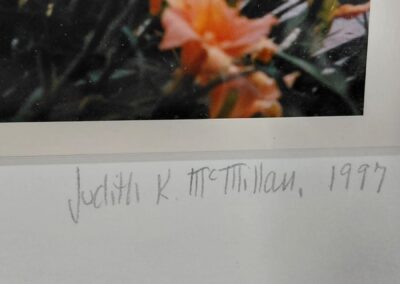 Judith K. McMillan, 1997